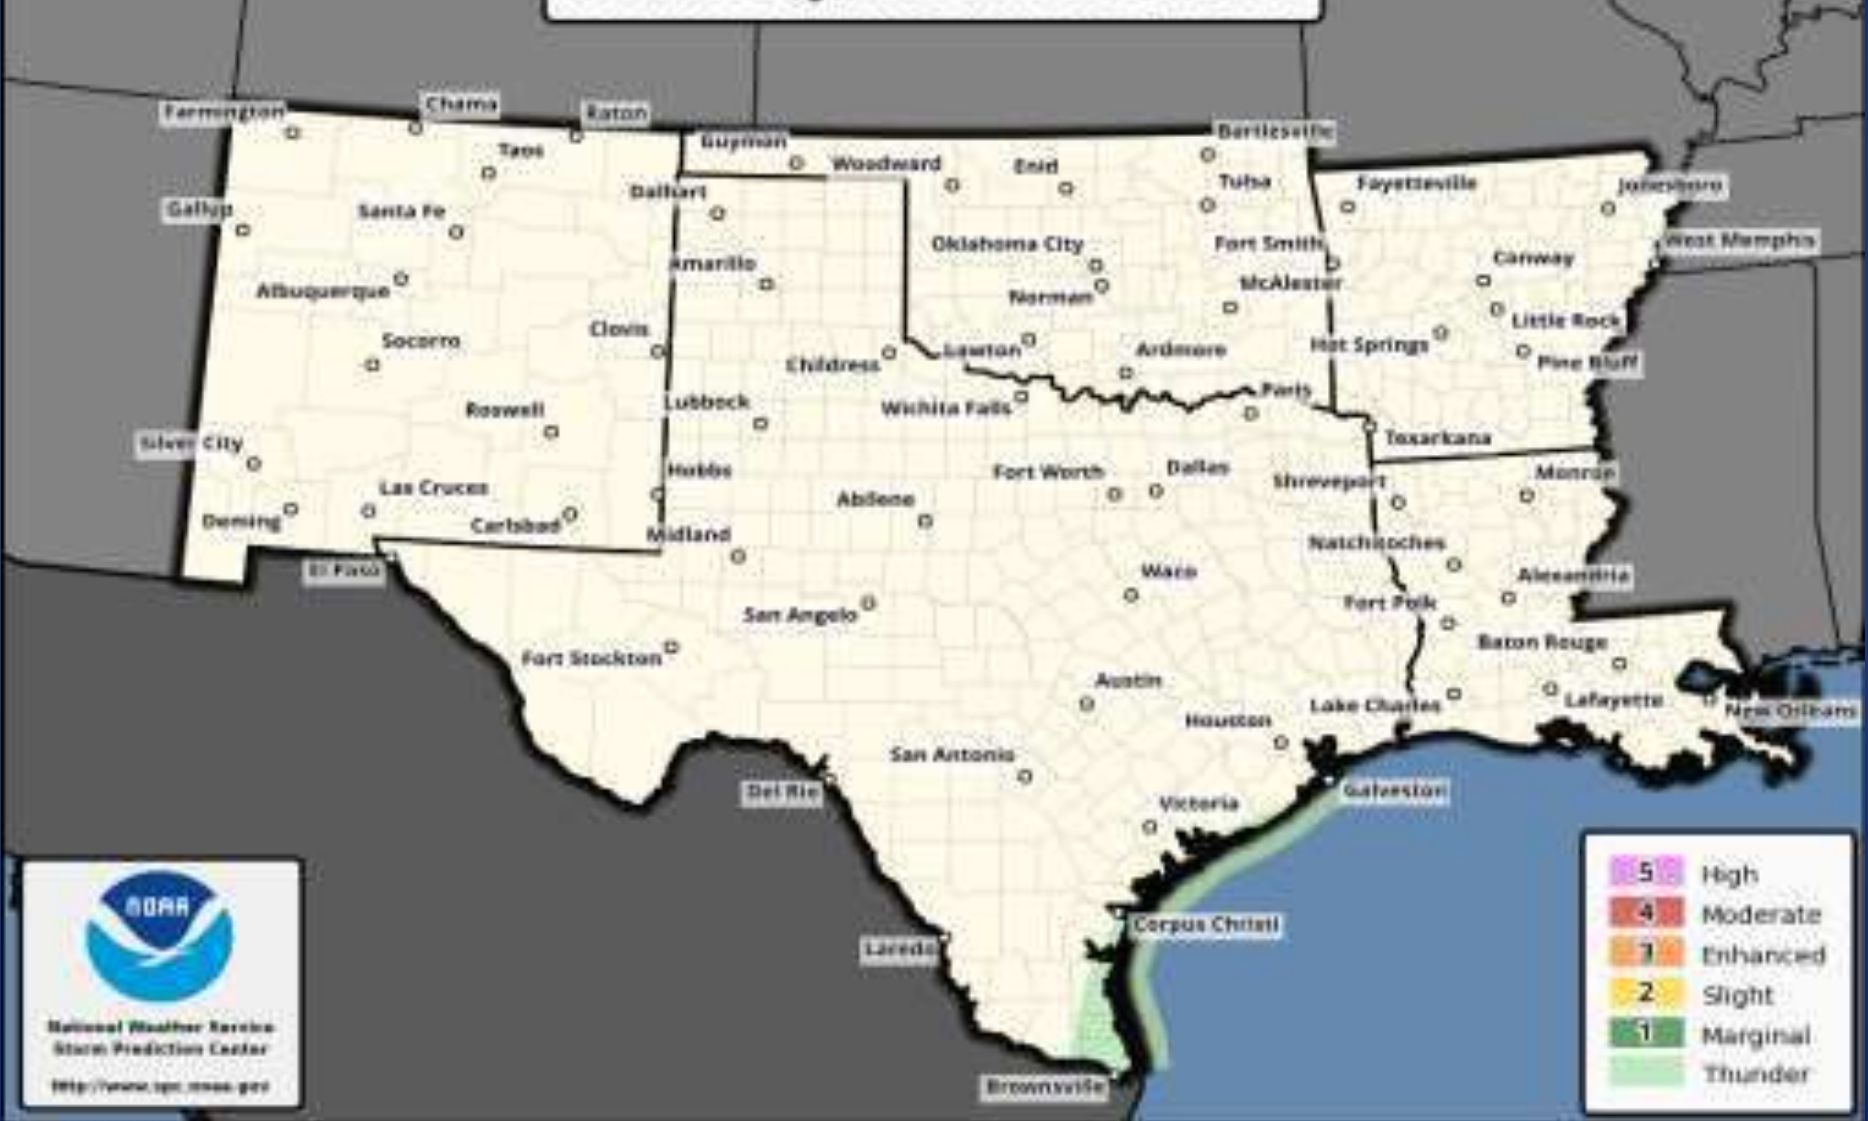 Farmington
Chama
Raton
Taos
Guymon
Woodward
Enid
Bartlesville
Dalhart
Tulsa
Fayetteville
Jonesboro
Gallup
Santa Fe
Oklahoma City
Fort Smith
West Memphis
Amarillo
Conway
Albuquerque
Norman
McAlester
Little Rock
Socorro
Clovis
Childress
Lawton
Ardmore
Hot Springs
Pine Bluff
Roswell
Lubbock
Wichita Falls
Paris
Texarkana
Silver City
Hobbs
Fort Worth
Dallas
Shreveport
Monroe
Las Cruces
Abilene
Deming
Carlsbad
Midland
Natchitoches
El Paso
Waco
Alexandria
San Angelo
Fort Polk
Fort Stockton
Baton Rouge
Austin
Lake Charles
Lafayette
New Orleans
Houston
San Antonio
Del Rio
Victoria
Galveston
Corpus Christi
Laredo
Brownsville
NOAA
National Weather Service
Storm Prediction Center
http://www.spc.noaa.gov
5 High
4 Moderate
3 Enhanced
2 Slight
1 Marginal
Thunder